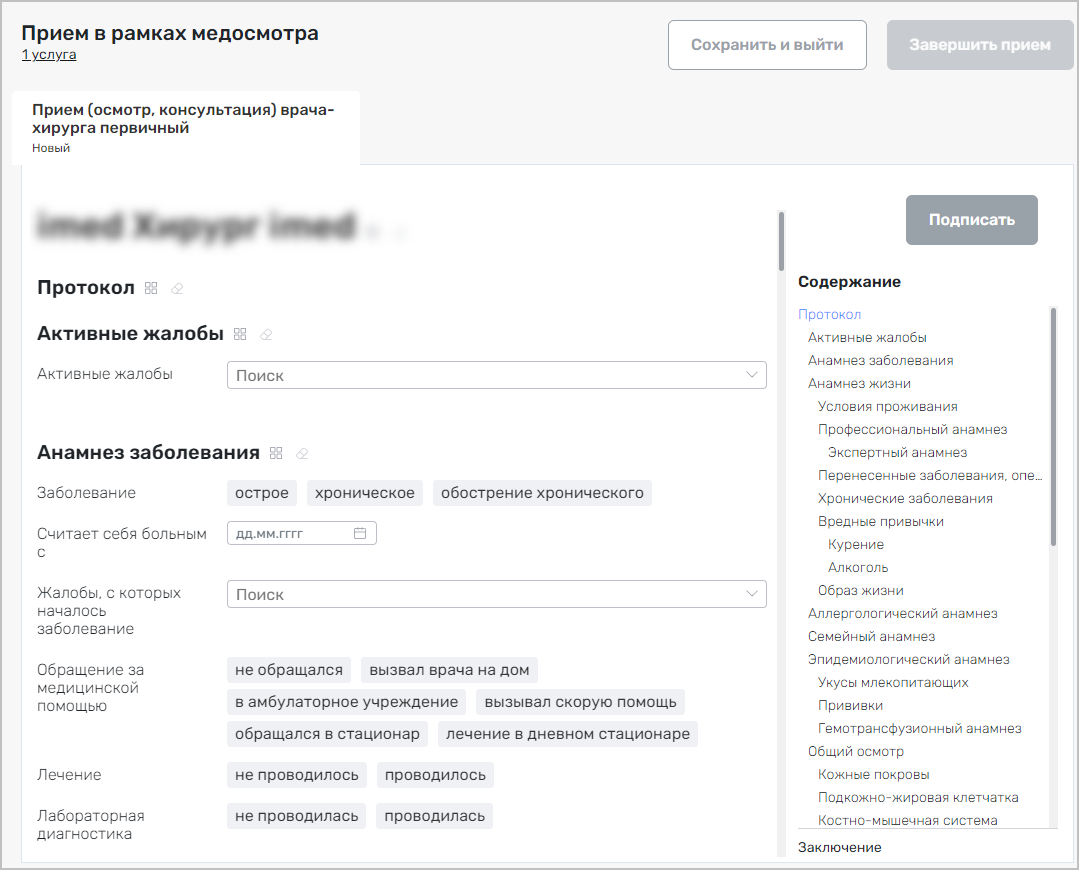 Прием в рамках медосмотра
1 услуга
Сохранить и выйти
Завершить прием
Прием (осмотр, консультация) врача-
хирурга первичный
Новый
imed Хирург imed
Подписать
Протокол
Активные жалобы
Активные жалобы
Поиск
Анамнез заболевания
Заболевание
острое
хроническое
обострение хронического
Считает себя больным
с
дд.мм.гггг
Жалобы, с которых
началось
заболевание
Поиск
Обращение за
медицинской
помощью
не обращался
вызвал врача на дом
в амбулаторное учреждение
вызывал скорую помощь
обращался в стационар
лечение в дневном стационаре
Лечение
не проводилось
проводилось
Лабораторная
диагностика
не проводилась
проводилась
Содержание
Протокол
Активные жалобы
Анамнез заболевания
Анамнез жизни
Условия проживания
Профессиональный анамнез
Экспертный анамнез
Перенесенные заболевания, опе...
Хронические заболевания
Вредные привычки
Курение
Алкоголь
Образ жизни
Аллергологический анамнез
Семейный анамнез
Эпидемиологический анамнез
Укусы млекопитающих
Прививки
Гемотрансфузионный анамнез
Общий осмотр
Кожные покровы
Подкожно-жировая клетчатка
Костно-мышечная система
Заключение